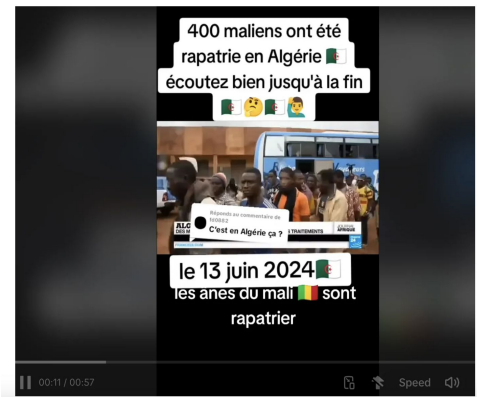 400 maliens ont été
rapatrie en Algérie 🇩🇿
écoutez bien jusqu'à la fin
🇩🇿🤔🇩🇿🙋‍♂️
Réponds au commentaire de
C'est en Algérie ça ?
ALG
DES M
TRAITEMENTS
AFRIQUE
le 13 juin 2024🇩🇿
les anes du mali 🇲🇱 sont
rapatrier
00:11 / 00:57
Speed